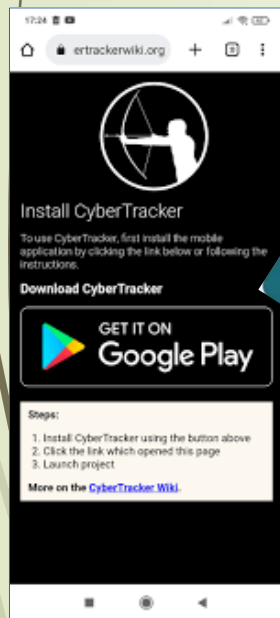 17:24
ertrackerwiki.org
Install CyberTracker
To use CyberTracker, first install the mobile
application by clicking the link below or following the
instructions.
Download CyberTracker
GET IT ON
Google Play
Steps:
1. Install CyberTracker using the button above
2. Click the link which opened this page
3. Launch project
More on the CyberTracker Wiki.